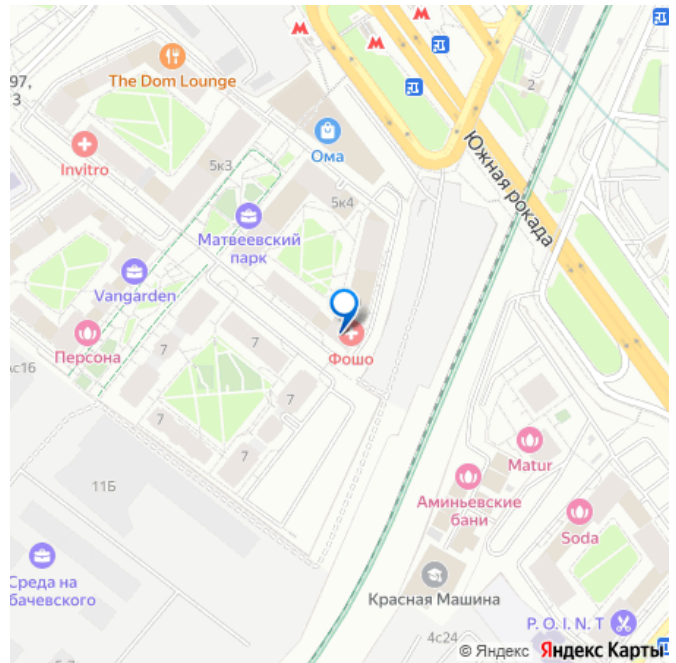 97,
3
The Dom Lounge
2
Ома
Invitro
5к3
5к4
Южная рокада
Матвеевский
парк
Vangarden
7
Персона
Фошо
с16
7
7
7
7
Matur
11Б
Аминьевские
бани
Soda
Среда на
бачевского
Красная Машина
P. O. I. N. T
4с24
© Яндекс Яндекс Карты